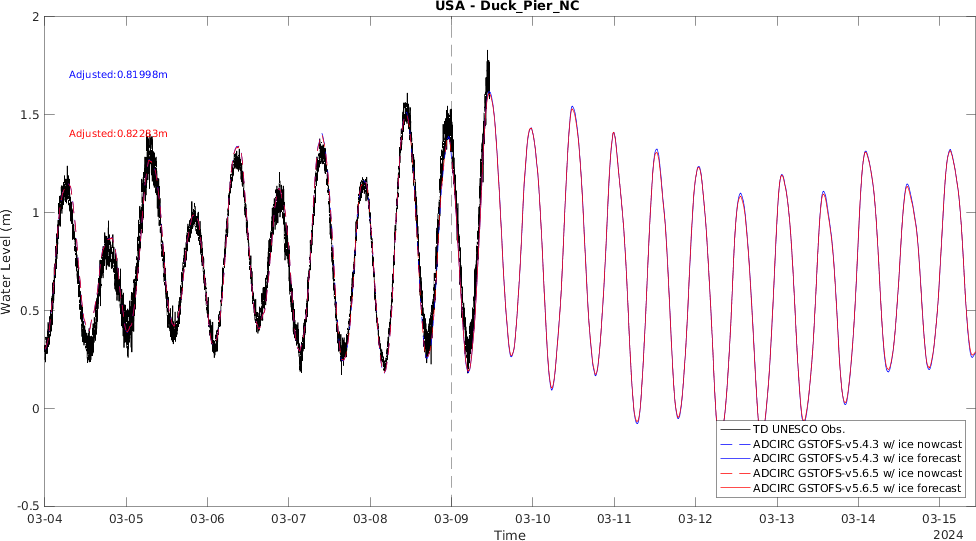 USA - Duck_Pier_NC
2
1.5
1
0.5
0
-0.5
Water Level (m)
Adjusted:0.81998m
Adjusted:0.82283m
TD UNESCO Obs.
ADCIRC GSTOFS-v5.4.3 w/ ice nowcast
ADCIRC GSTOFS-v5.4.3 w/ ice forecast
ADCIRC GSTOFS-v5.6.5 w/ ice nowcast
ADCIRC GSTOFS-v5.6.5 w/ ice forecast
03-04 03-05 03-06 03-07 03-08 03-09 03-10 03-11 03-12 03-13 03-14 03-15
Time
2024